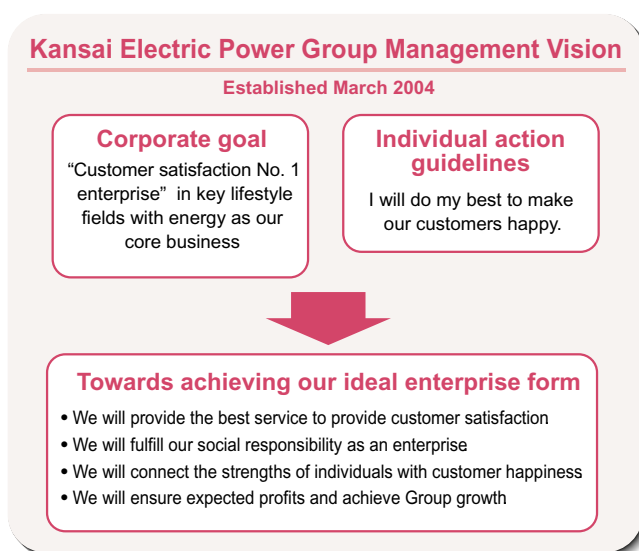 Kansai Electric Power Group Management Vision
Established March 2004
Corporate goal
“Customer satisfaction No. 1
enterprise” in key lifestyle
fields with energy as our
core business
Individual action
guidelines
I will do my best to make
our customers happy.
Towards achieving our ideal enterprise form
• We will provide the best service to provide customer satisfaction
• We will fulfill our social responsibility as an enterprise.
• We will connect the strengths of individuals with customer happiness
• We will ensure expected profits and achieve Group growth